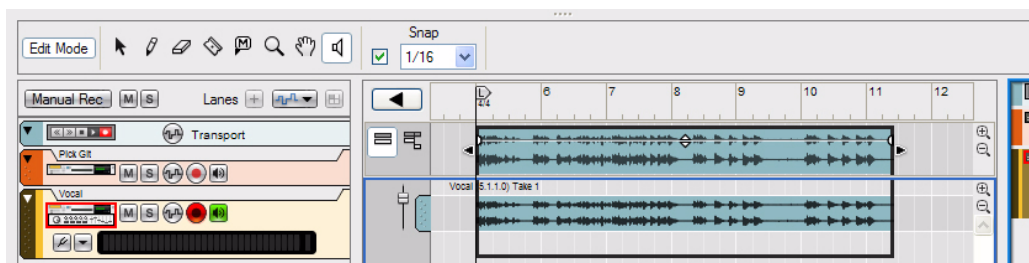 Snap
Edit Mode
M
1/16
Manual Rec M S Lanes
L 6 7 8 9 10 11 12
4/4
Transport
Pick Git
M S
Vocal
Vocal (5.1.1.0) Take 1
M S